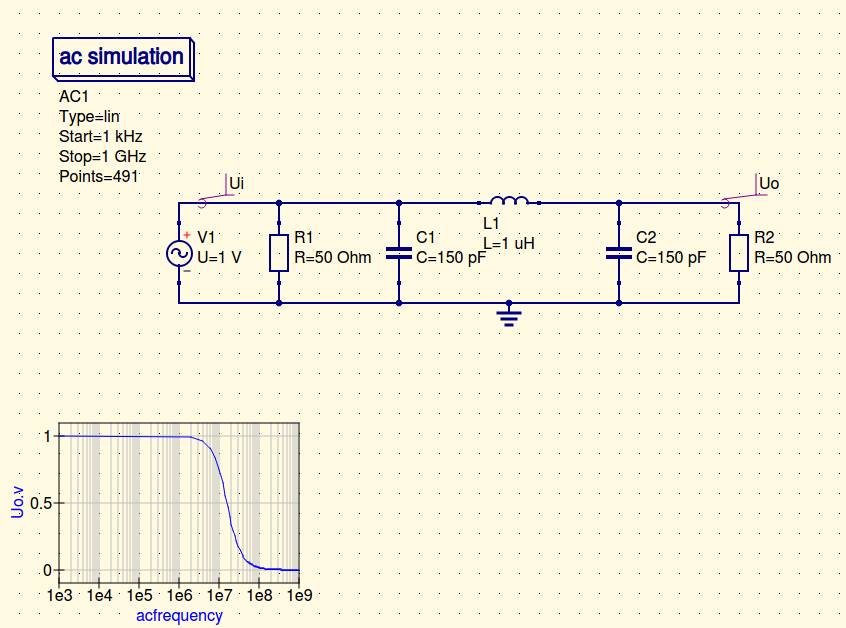 ac simulation
AC1
Type=lin
Start=1 kHz
Stop=1 GHz
Points=491
Ui
Uo
V1
U=1 V
R1
R=50 Ohm
C1
C=150 pF
L1
L=1 uH
C2
C=150 pF
R2
R=50 Ohm
1
0.5
0
Uo.v
1e3 1e4 1e5 1e6 1e7 1e8 1e9
acfrequency